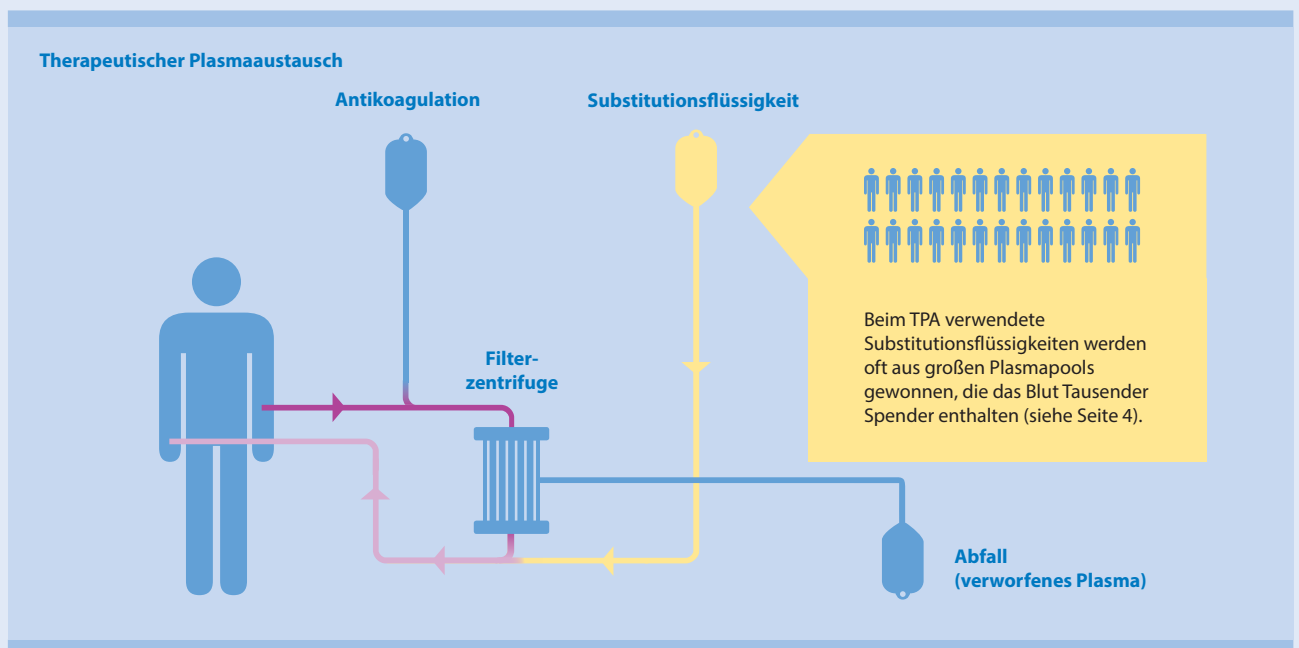 Therapeutischer Plasmaaustausch
Antikoagulation
Substitutionsflüssigkeit
Beim TPA verwendete
Substitutionsflüssigkeiten werden
oft aus großen Plasmapools
gewonnen, die das Blut Tausender
Spender enthalten (siehe Seite 4).
Filter-
zentrifuge
Abfall
(verworfenes Plasma)